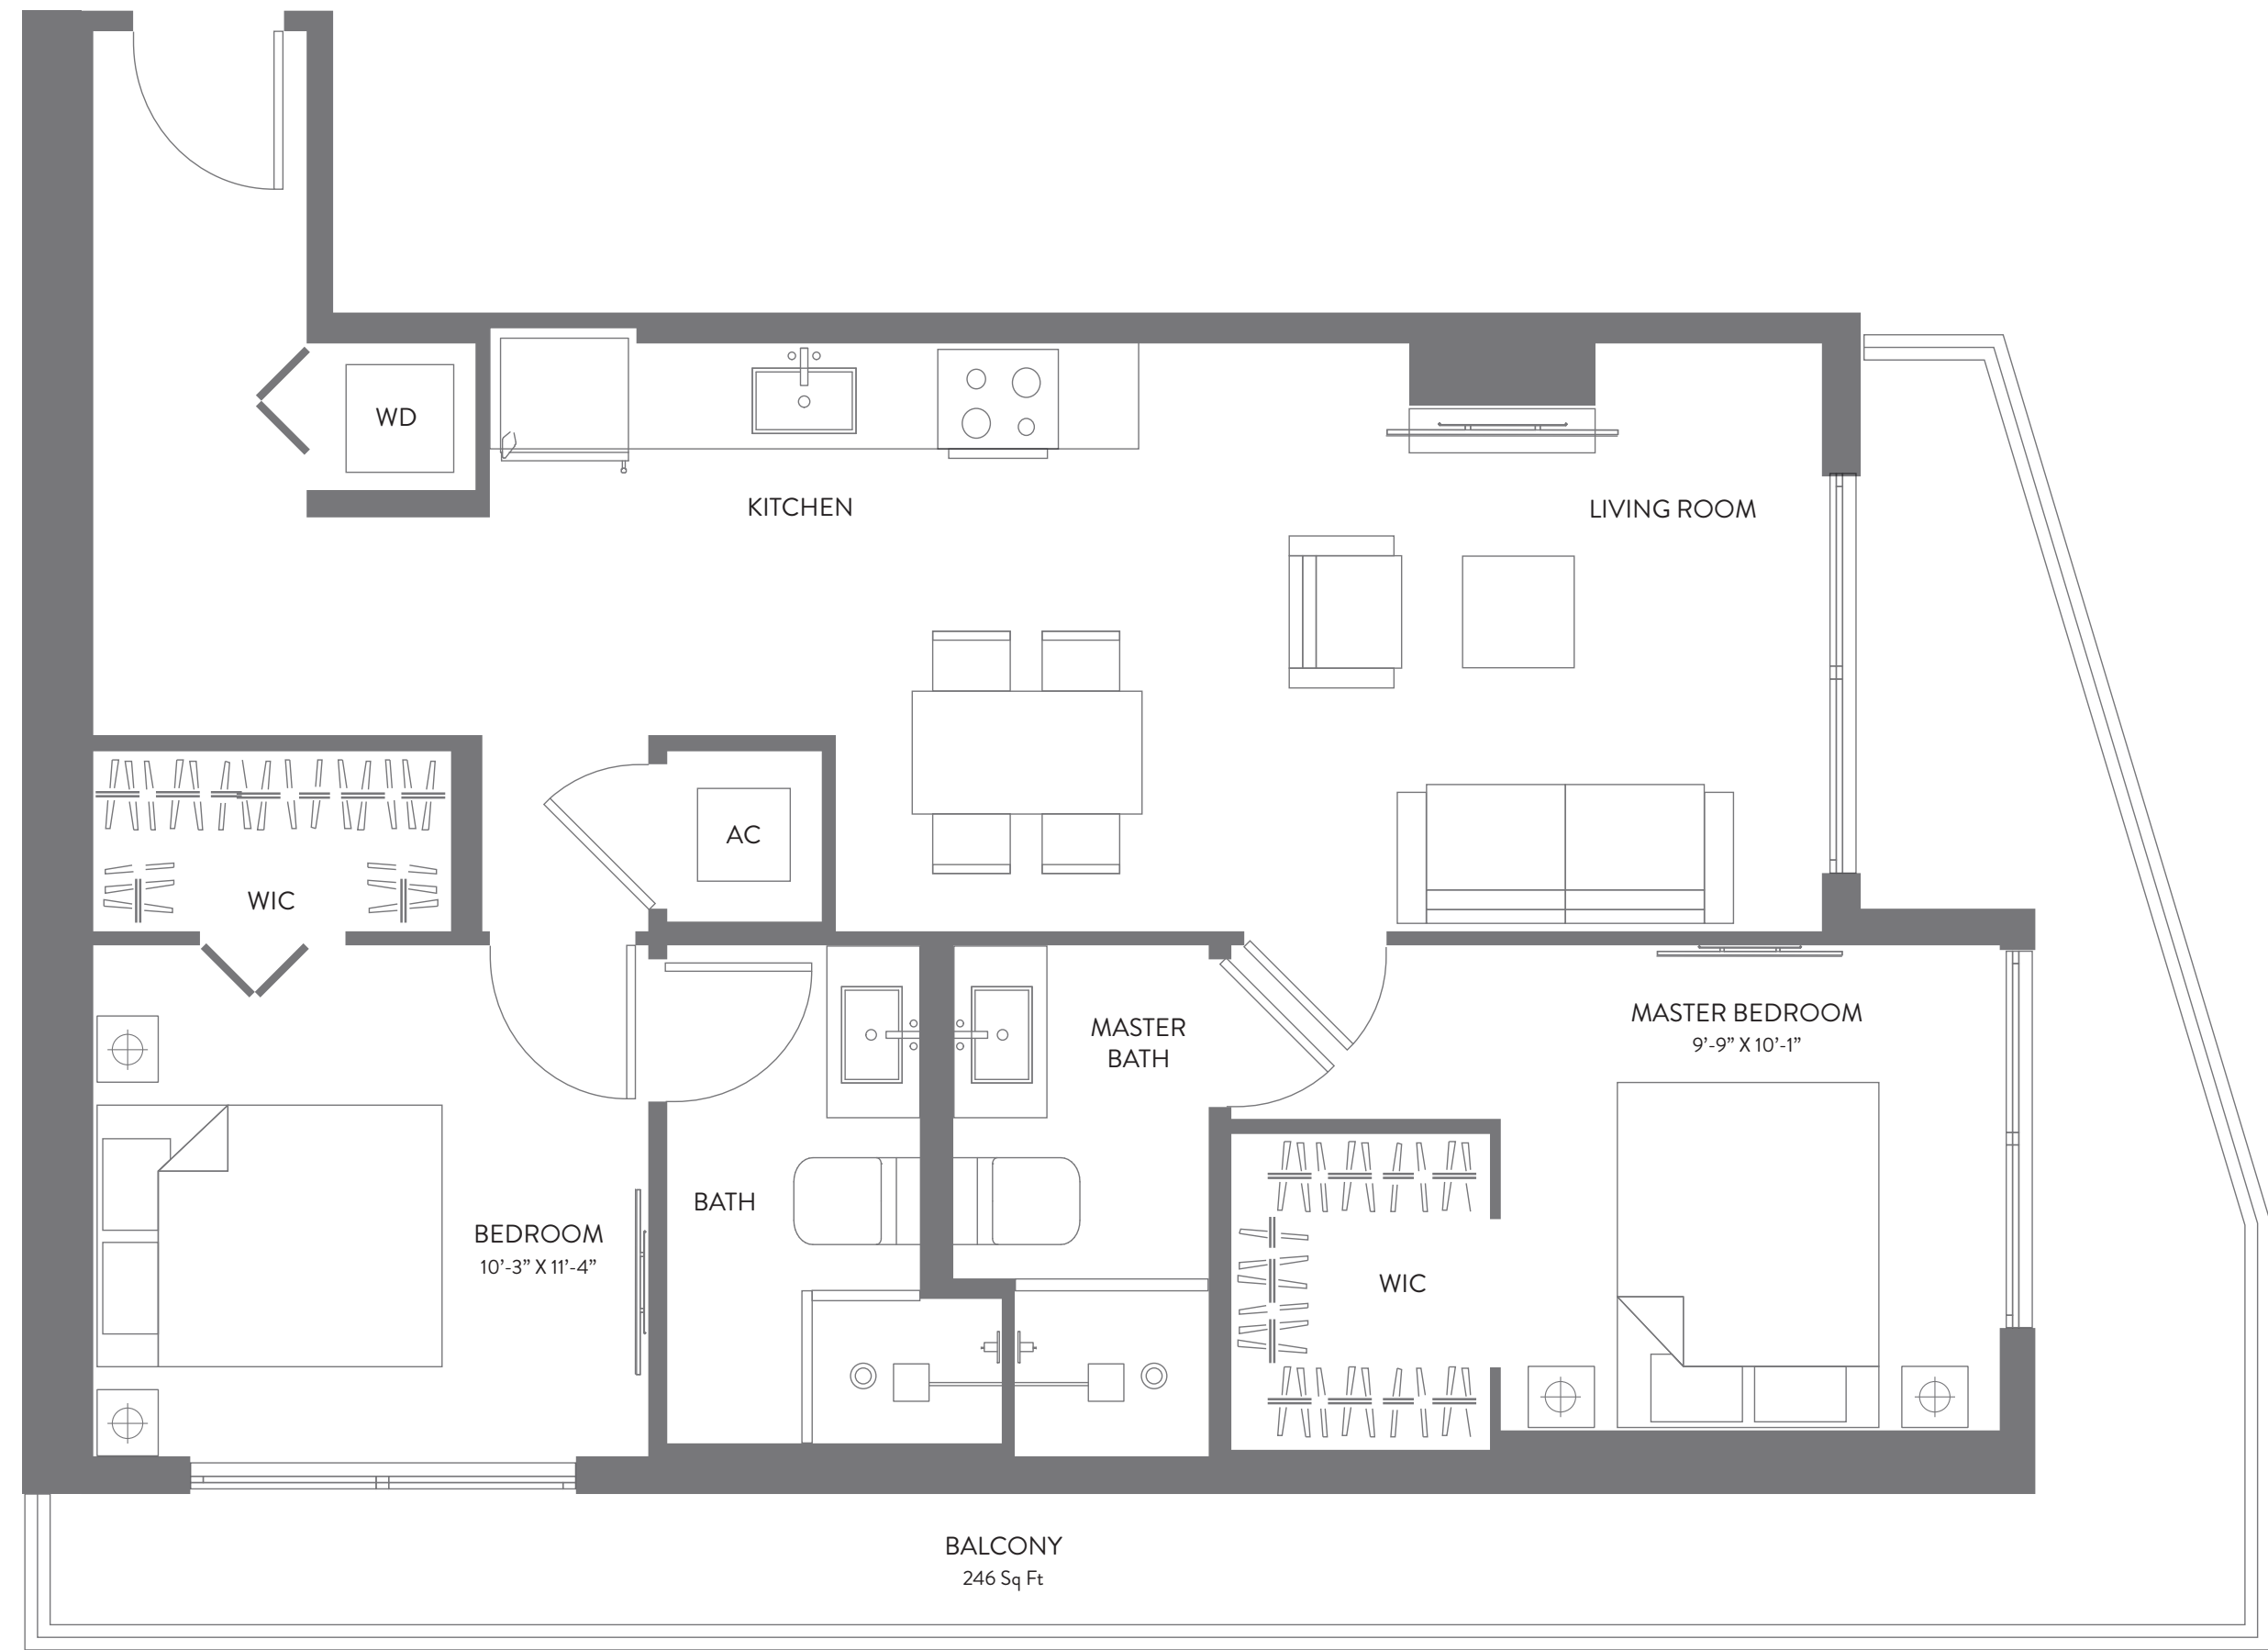 WD
KITCHEN
LIVING ROOM
AC
WIC
MASTER
BATH
MASTER BEDROOM
9’-9” X 10’-1”
BATH
BEDROOM
10’-3” X 11’-4”
WIC
BALCONY
246 Sq Ft